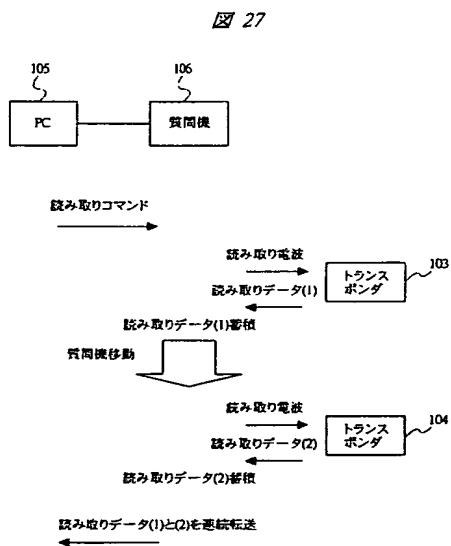 図 27
105
106
PC
質問機
読み取りコマンド
読み取り電波
103
トランス
ポンダ
読み取りデータ(1)
読み取りデータ(1)蓄積
質問機移動
読み取り電波
104
トランス
ポンダ
読み取りデータ(2)
読み取りデータ(2)蓄積
読み取りデータ(1)と(2)を連続転送